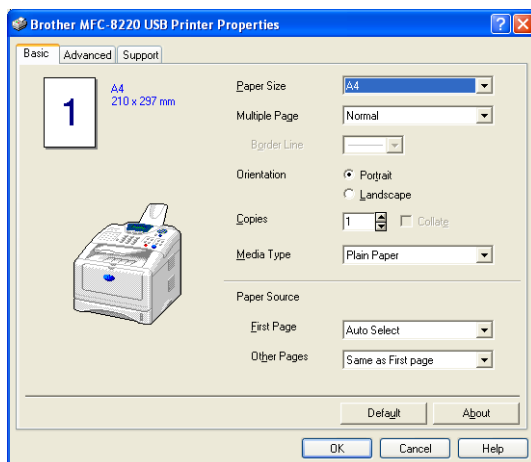 Brother MFC-8220 USB Printer Properties
Basic Advanced Support
1
A4
210 x 297 mm
Paper Size A4
Multiple Page Normal
Border Line
Orientation Portrait
Landscape
Copies 1 Collate
Media Type Plain Paper
Paper Source
First Page Auto Select
Other Pages Same as First page
Default About
OK Cancel Help